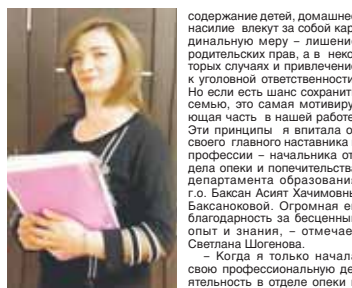 содержание детей, домашнее
насилие влекут за собой кар-
динальную меру – лишение
родительских прав, а в неко-
торых случаях и привлечение
к уголовной ответственности.
Но если есть шанс сохранить
семью, это самая мотивиру-
ющая часть в нашей работе.
Эти принципы я впитала о
своего главного наставника в
профессии – начальника от-
дела опеки и попечительства
департамента образования
г.о. Баксан Асият Хачимовны
Баксаноковой. Огромная ей
благодарность за бесценный
опыт и знания, – отмечает
Светлана Шогенова.
– Когда я только начала
свою профессиональную де-
ятельность в отделе опеки и